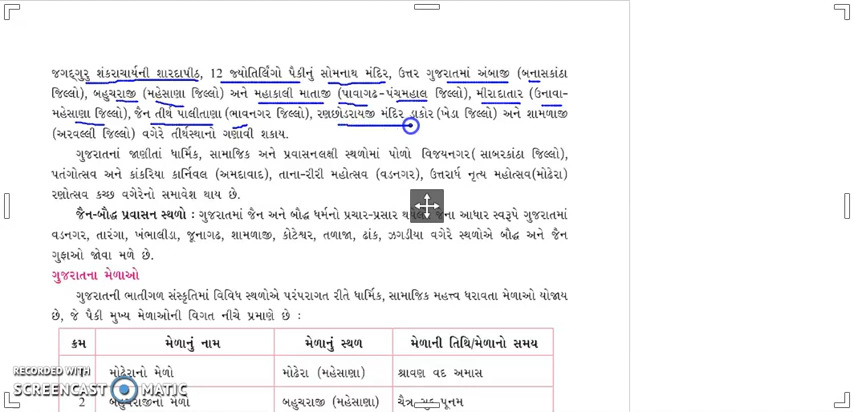 જગદ્ગુરુ શંકરાચાર્યની શારદાપીઠ, 12 જ્યોતિર્લિંગો પૈકીનું સોમનાથ મંદિર, ઉત્તર ગુજરાતમાં અંબાજી (બનાસકાંઠા
જિલ્લો), બહુચરાજી (મહેસાણા જિલ્લો) અને મહાકાલી માતાજી (પાવાગઢ-પંચમહાલ જિલ્લો), મીરાદાતાર (ઉનાવા-
મહેસાણા જિલ્લો), જૈન તીર્થ પાલીતાણા (ભાવનગર જિલ્લો), રણછોડરાયજી મંદિર ડાકોર (ખેડા જિલ્લો) અને શામળાજી
(અરવલ્લી જિલ્લો) વગેરે તીર્થસ્થાનો ગણાવી શકાય.
ગુજરાતનાં જાણીતાં ધાર્મિક, સામાજિક અને પ્રવાસનલક્ષી સ્થળોમાં પોળો વિજયનગર (સાબરકાંઠા જિલ્લો),
પતંગોત્સવ અને કાંકરિયા કાર્નિવલ (અમદાવાદ), તાના-રીરી મહોત્સવ (વડનગર), ઉત્તરાર્ધ નૃત્ય મહોત્સવ(મોઢેરા)
રણોત્સવ કચ્છ વગેરેનો સમાવેશ થાય છે.
જૈન-બૌદ્ધ પ્રવાસન સ્થળો : ગુજરાતમાં જૈન અને બૌદ્ધ ધર્મનો પ્રચાર-પ્રસાર જેના આધાર સ્વરૂપે ગુજરાતમાં
વડનગર, તારંગા, ખંભાલીડા, જૂનાગઢ, શામળાજી, કોટેશ્વર, તળાજા, ઢાંક, ઝગડીયા વગેરે સ્થળોએ બૌદ્ધ અને જૈન
ગુફાઓ જોવા મળે છે.
ગુજરાતના મેળાઓ
ગુજરાતની ભાતીગળ સંસ્કૃતિમાં વિવિધ સ્થળોએ પરંપરાગત રીતે ધાર્મિક, સામાજિક મહત્ત્વ ધરાવતા મેળાઓ યોજાય
છે, જે પૈકી મુખ્ય મેળાઓની વિગત નીચે પ્રમાણે છે :
ક્રમ મેળાનું નામ મેળાનું સ્થળ મેળાની તિથિ/મેળાનો સમય
મોઢેરાનો મેળો મોઢેરા (મહેસાણા) શ્રાવણ વદ અમાસ
2 બહુચરાજીનો મેળો બહુચરાજી (મહેસાણા) ચૈત્ર સુદ પૂનમ
RECORDED WITH
SCREENCAST MATIC